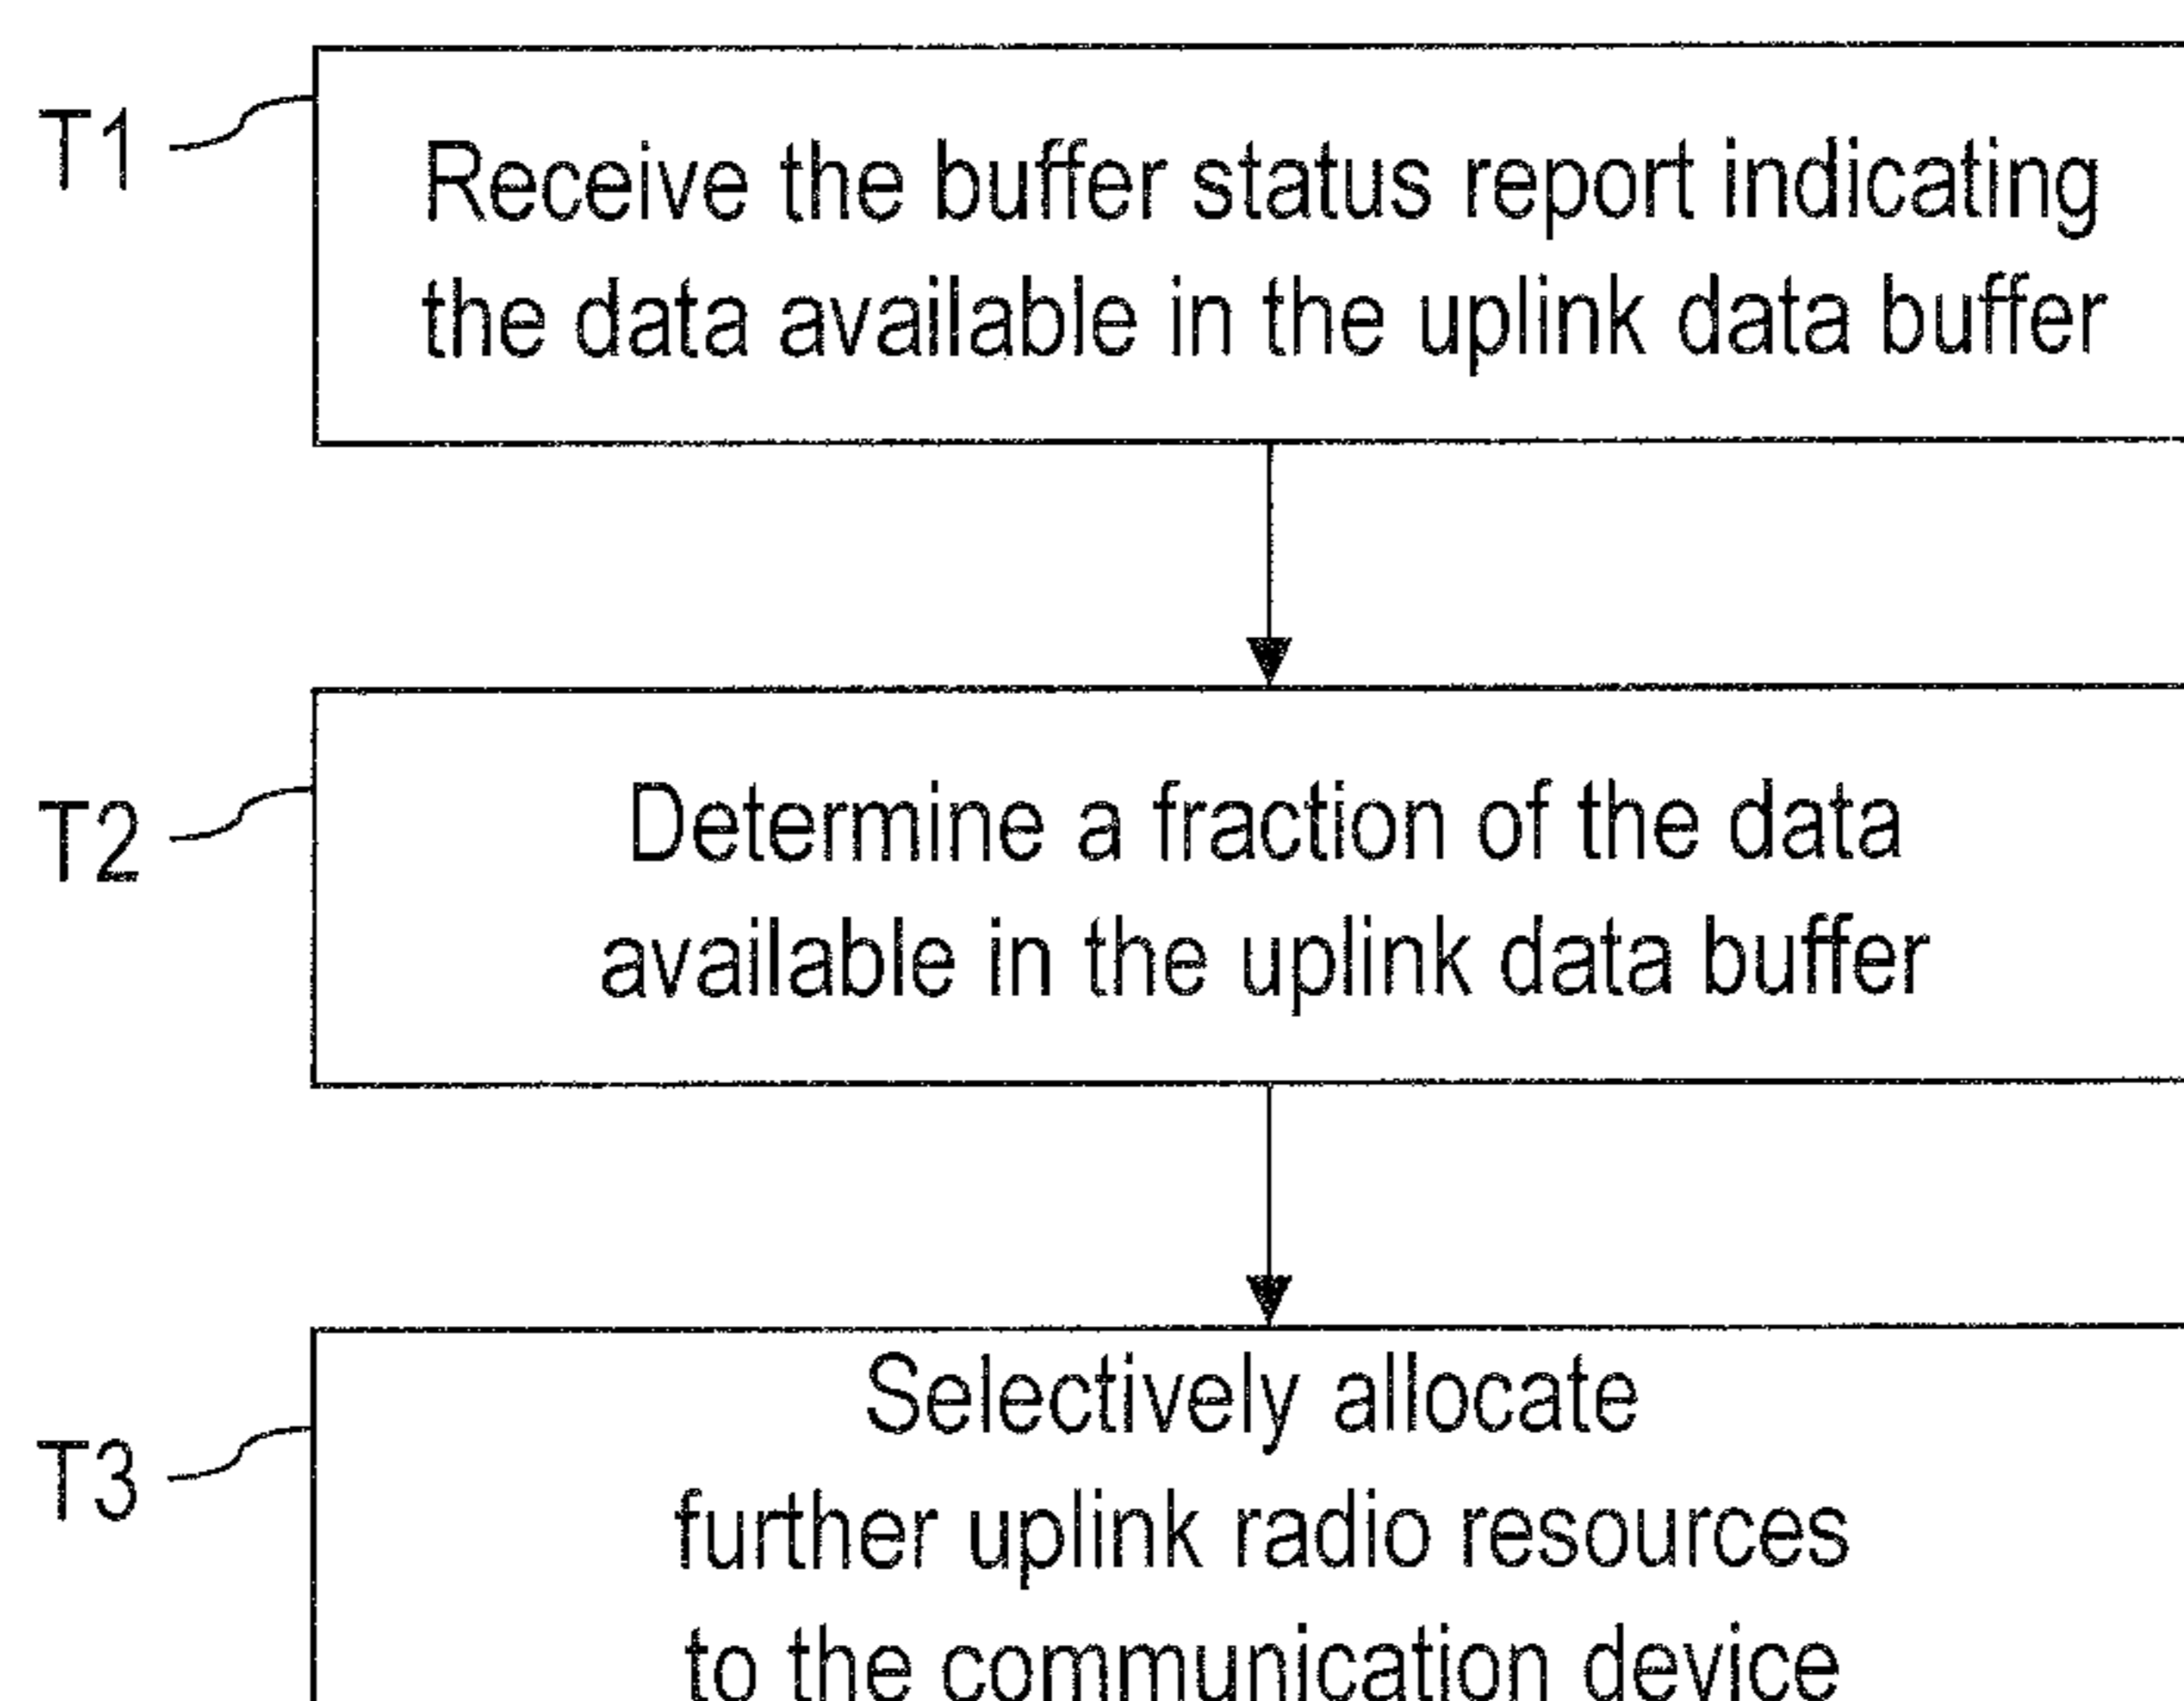 T1
Receive the buffer status report indicating
the data available in the uplink data buffer
T2
Determine a fraction of the data
available in the uplink data buffer
T3
Selectively allocate
further uplink radio resources
to the communication device